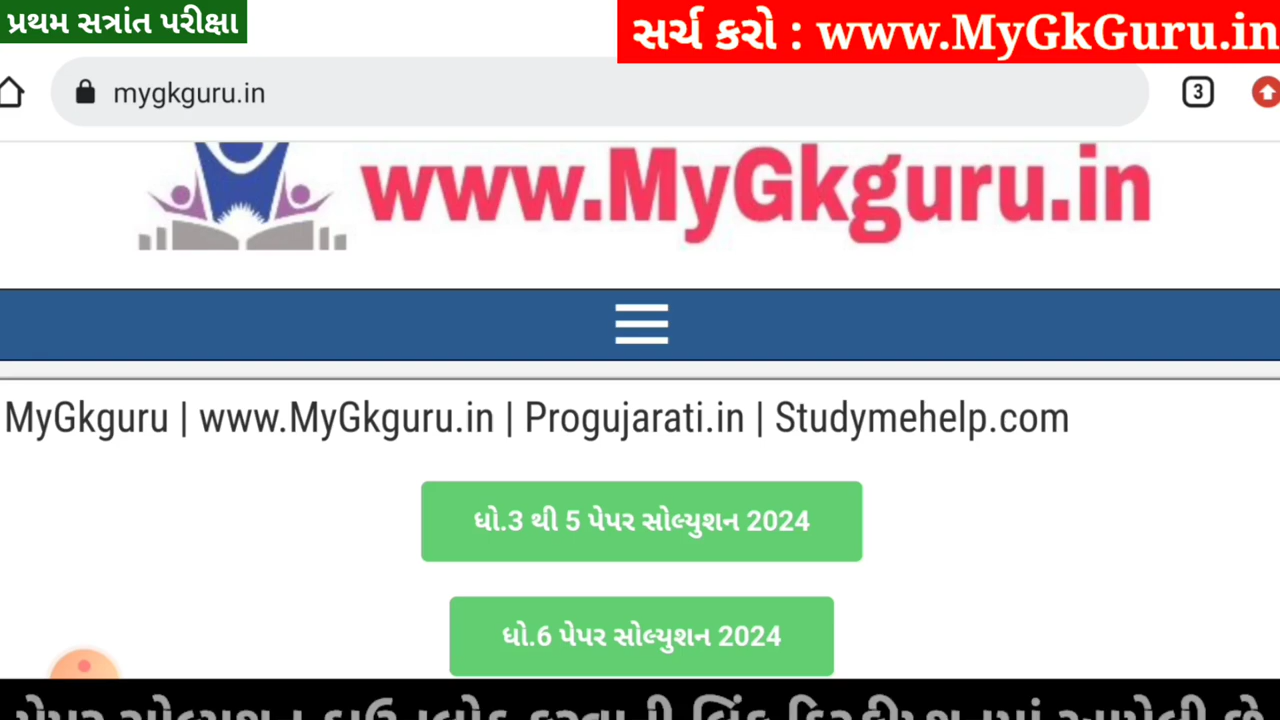 પ્રથમ સત્રાંત પરીક્ષા
સર્ચ કરો : www.MyGkGuru.in
mygkguru.in
3
www.MyGkguru.in
MyGkguru | www.MyGkguru.in | Progujarati.in | Studymehelp.com
ધો.3 થી 5 પેપર સોલ્યુશન 2024
ધો.6 પેપર સોલ્યુશન 2024